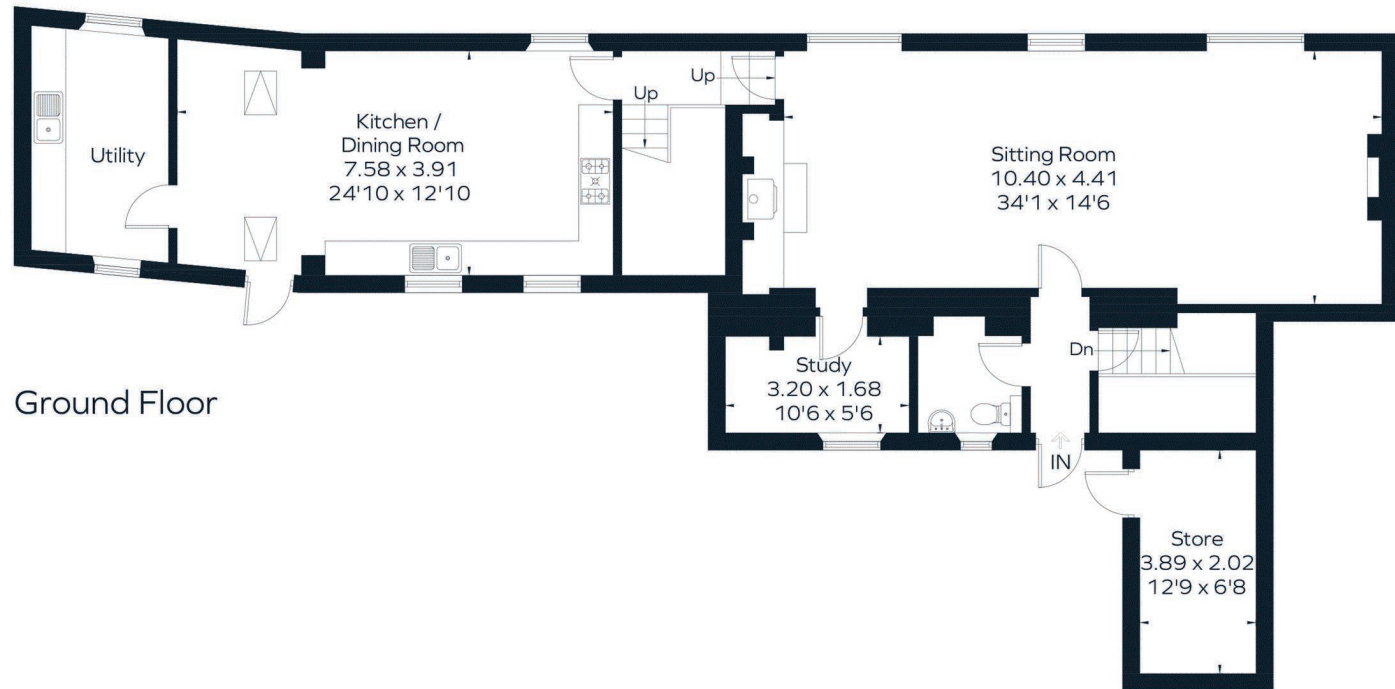 Utility
Kitchen /
Dining Room
7.58 x 3.91
24'10 x 12'10
Up
Up
Sitting Room
10.40 x 4.41
34'1 x 14'6
Ground Floor
Study
3.20 x 1.68
10'6 x 5'6
Dn
IN
Store
3.89 x 2.02
12'9 x 6'8